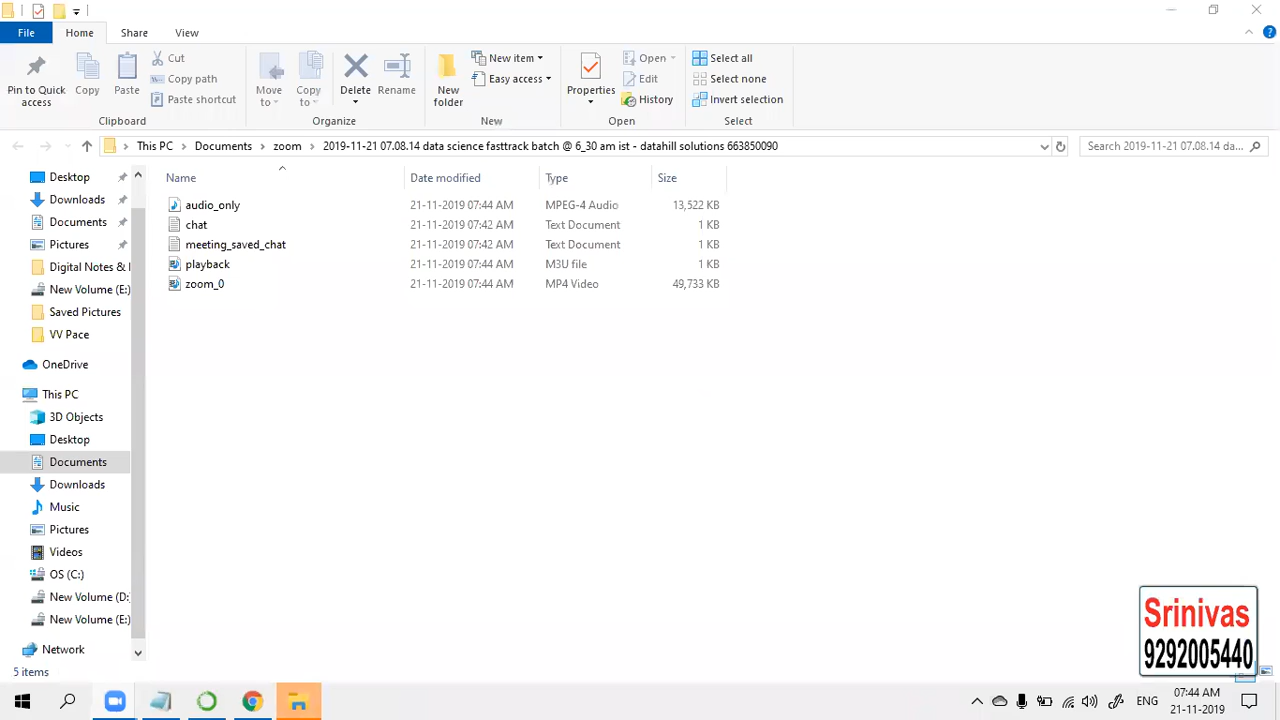 File
Home
Share
View
Pin to Quick access
Copy
Paste
Cut
Copy path
Paste shortcut
Clipboard
Move to
Copy to
Delete
Rename
Organize
New folder
New item
Easy access
New
Properties
Open
Edit
History
Open
Select all
Select none
Invert selection
Select
This PC > Documents > zoom > 2019-11-21 07.08.14 data science fasttrack batch @ 6_30 am ist - datahill solutions 663850090
Search 2019-11-21 07.08.14 da...
Name Date modified Type Size
audio_only 21-11-2019 07:44 AM MPEG-4 Audio 13,522 KB
chat 21-11-2019 07:42 AM Text Document 1 KB
meeting_saved_chat 21-11-2019 07:42 AM Text Document 1 KB
playback 21-11-2019 07:44 AM M3U file 1 KB
zoom_0 21-11-2019 07:44 AM MP4 Video 49,733 KB
Desktop
Downloads
Documents
Pictures
Digital Notes & I
New Volume (E:)
Saved Pictures
VV Pace
OneDrive
This PC
3D Objects
Desktop
Documents
Downloads
Music
Pictures
Videos
OS (C:)
New Volume (D:
New Volume (E:)
Network
5 items
Srinivas
9292005440
ENG
07:44 AM
21-11-2019